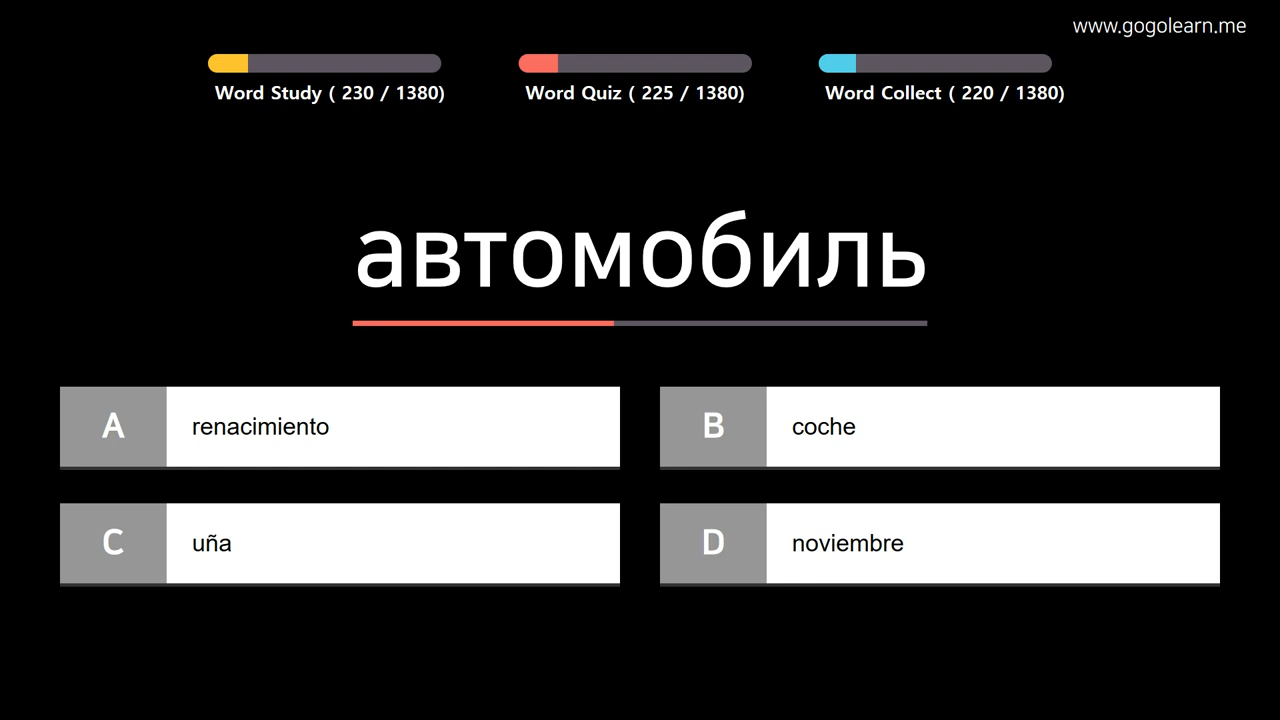 www.gogolearn.me
Word Study ( 230 / 1380)
Word Quiz ( 225 / 1380)
Word Collect ( 220 / 1380)
автомобиль
A renacimiento
B coche
C uña
D noviembre